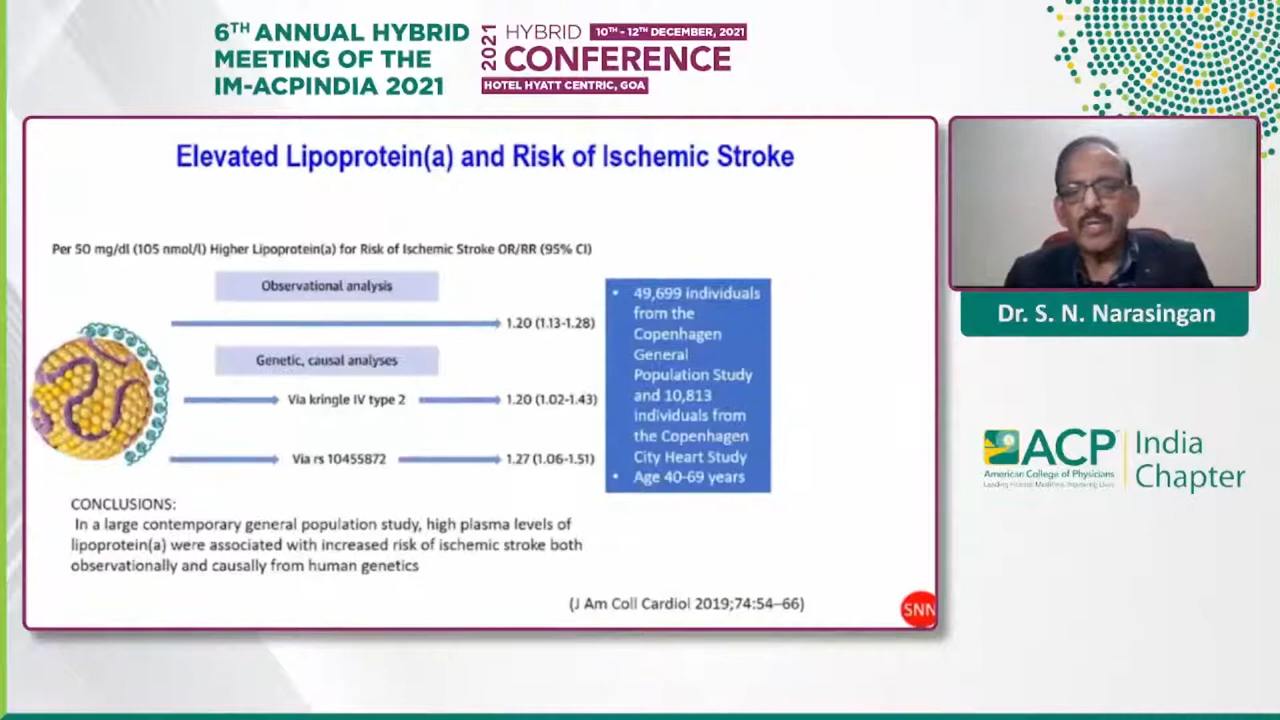 6TH ANNUAL HYBRID
MEETING OF THE
IM-ACPINDIA 2021
2021
HYBRID
10TH - 12TH DECEMBER, 2021
CONFERENCE
HOTEL HYATT CENTRIC, GOA
Elevated Lipoprotein(a) and Risk of Ischemic Stroke
Per 50 mg/dl (105 nmol/l) Higher Lipoprotein(a) for Risk of Ischemic Stroke OR/RR (95% CI)
Observational analysis
1.20 (1.13-1.28)
Genetic, causal analyses
Via kringle IV type 2
1.20 (1.02-1.43)
Via rs 10455872
1.27 (1.06-1.51)
• 49,699 individuals
from the
Copenhagen
General
Population Study
and 10,813
individuals from
the Copenhagen
City Heart Study
• Age 40-69 years
CONCLUSIONS:
In a large contemporary general population study, high plasma levels of
lipoprotein(a) were associated with increased risk of ischemic stroke both
observationally and causally from human genetics
(J Am Coll Cardiol 2019;74:54–66)
SNN
Dr. S. N. Narasingan
ACP
American College of Physicians
India
Chapter